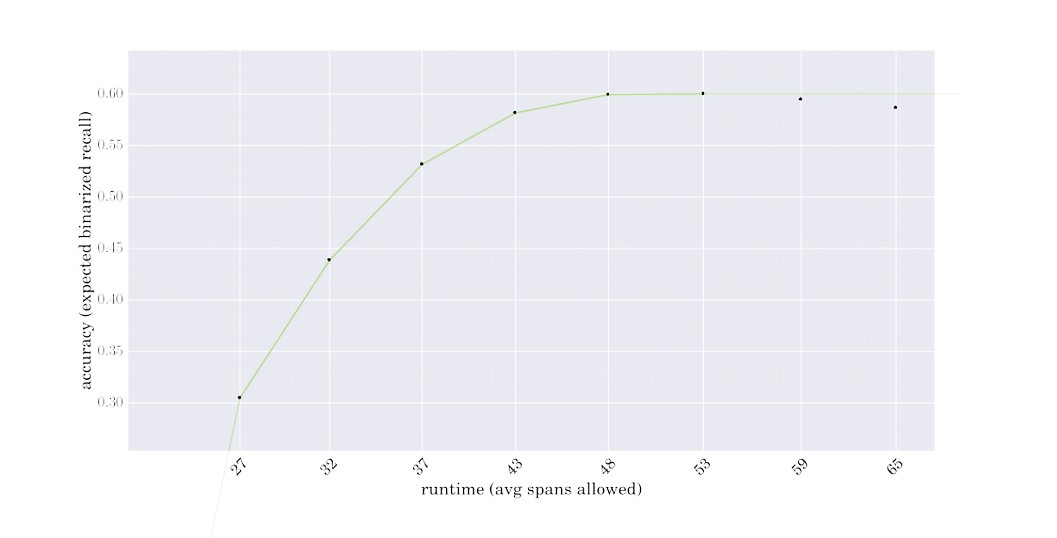 accuracy (expected binarized recall)
0.60
0.55
0.50
0.45
0.40
0.35
0.30
27 32 37 43 48 53 59 65
runtime (avg spans allowed)